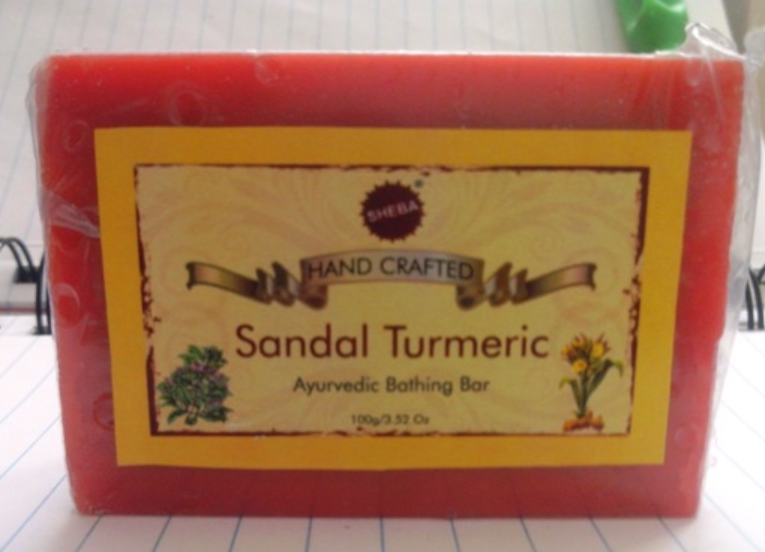 SHEBA
HAND CRAFTED
Sandal Turmeric
Ayurvedic Bathing Bar
100g/3.52 Oz